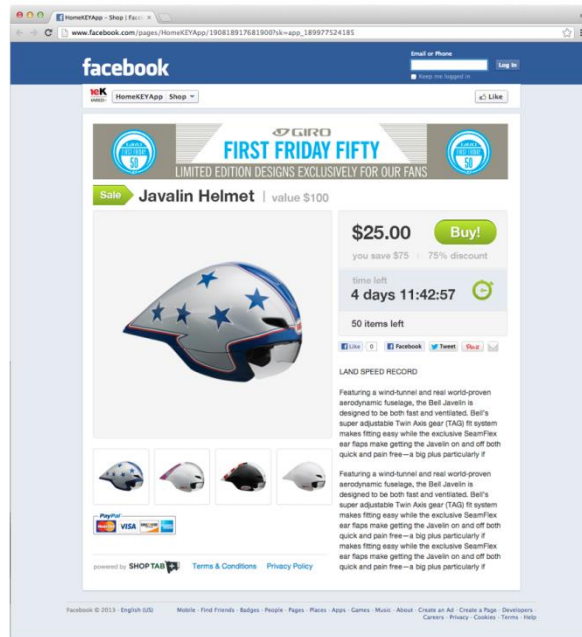 HomeKEYApp - Shop | Face
www.facebook.com/pages/HomeKEYApp/190818917681900?sk=app_189977524185
facebook
Email or Phone
Keep me logged in
Log In
HomeKEYApp Shop
Like
GIRO
FIRST FRIDAY FIFTY
LIMITED EDITION DESIGNS EXCLUSIVELY FOR OUR FANS
50
50
Sale Javalin Helmet | value $100
$25.00 Buy!
you save $75 | 75% discount
time left
4 days 11:42:57
50 items left
Like 0 Facebook Tweet Pin it
LAND SPEED RECORD
Featuring a wind-tunnel and real world-proven
aerodynamic fuselage, the Bell Javelin is
designed to be both fast and ventilated. Bell's
super adjustable Twin Axis gear (TAG) fit system
makes fitting easy while the exclusive SeamFlex
ear flaps make getting the Javelin on and off both
quick and pain free—a big plus particularly if
Featuring a wind-tunnel and real world-proven
aerodynamic fuselage, the Bell Javelin is
designed to be both fast and ventilated. Bell's
super adjustable Twin Axis gear (TAG) fit system
makes fitting easy while the exclusive SeamFlex
ear flaps make getting the Javelin on and off both
quick and pain free—a big plus particularly if
makes fitting easy while the exclusive SeamFlex
ear flaps make getting the Javelin on and off both
quick and pain free—a big plus particularly if
PayPal
MasterCard VISA
powered by SHOP TAB
Terms & Conditions Privacy Policy
Facebook © 2013 · English (US)
Mobile · Find Friends · Badges · People · Pages · Places · Apps · Games · Music · About · Create an Ad · Create a Page · Developers ·
Careers · Privacy · Cookies · Terms · Help